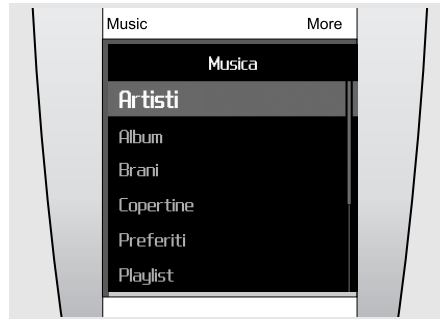 Music More
Musica
Artisti
Album
Brani
Copertine
Preferiti
Playlist